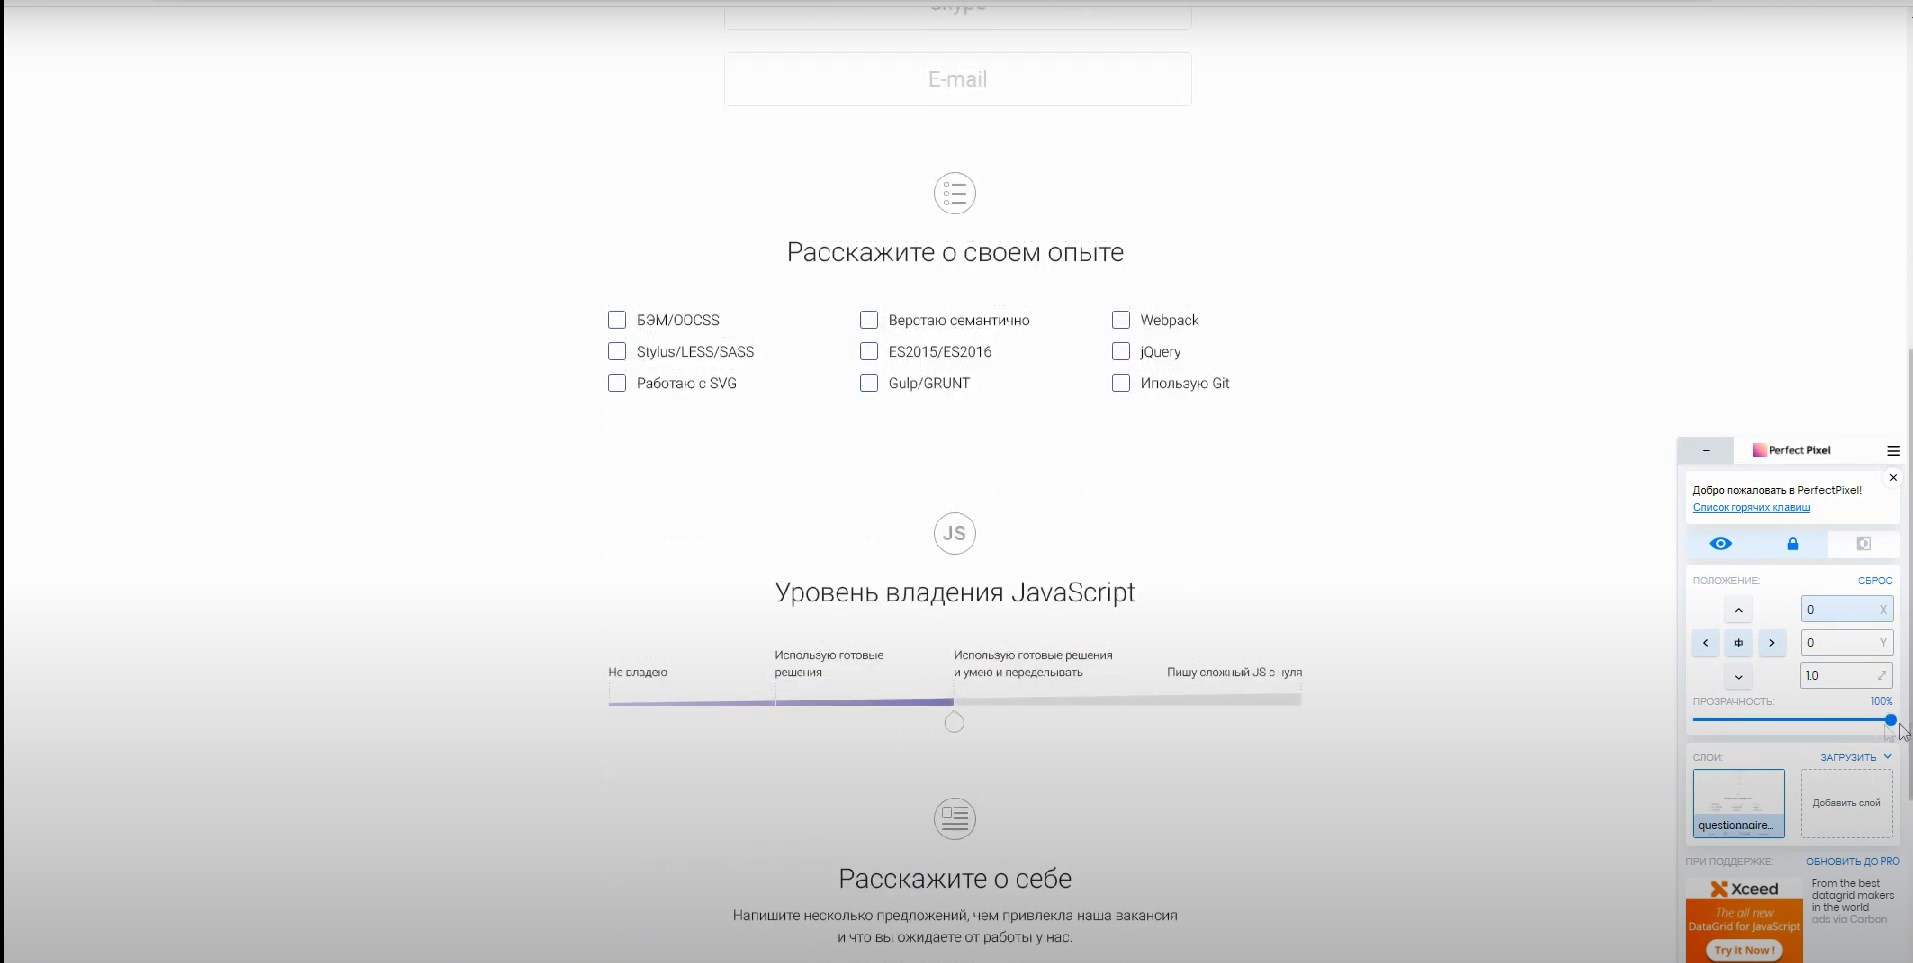 Skype
E-mail
Расскажите о своем опыте
БЭМ/OOCSS
Верстаю семантично
Webpack
Stylus/LESS/SASS
ES2015/ES2016
jQuery
Работаю с SVG
Gulp/GRUNT
Ипользую Git
JS
Уровень владения JavaScript
Не владею
Использую готовые
решения
Использую готовые решения
и умею и переделывать
Пишу сложный JS с нуля
Расскажите о себе
Напишите несколько предложений, чем привлекла наша вакансия
и что вы ожидаете от работы у нас.
Perfect Pixel
Добро пожаловать в PerfectPixel!
Список горячих клавиш
ПОЛОЖЕНИЕ:
СБРОС
0 X
0 Y
1.0
ПРОЗРАЧНОСТЬ:
100%
СЛОИ:
ЗАГРУЗИТЬ
questionnaire...
Добавить слой
ПРИ ПОДДЕРЖКЕ:
ОБНОВИТЬ ДО PRO
Xceed
The all new
DataGrid for JavaScript
Try it Now !
From the best
datagrid makers
in the world
ads via Carbon